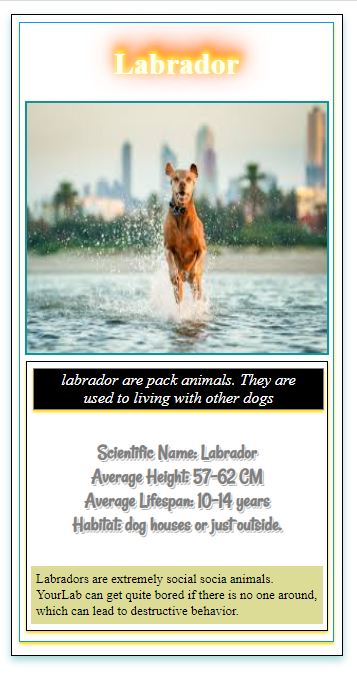 Labrador
labrador are pack animals. They are
used to living with other dogs
Scientific Name: Labrador
Average Height: 57-62 CM
Average Lifespan: 10-14 years
Habitat: dog houses or just outside.
Labradors are extremely social socia animals.
YourLab can get quite bored if there is no one around,
which can lead to destructive behavior.